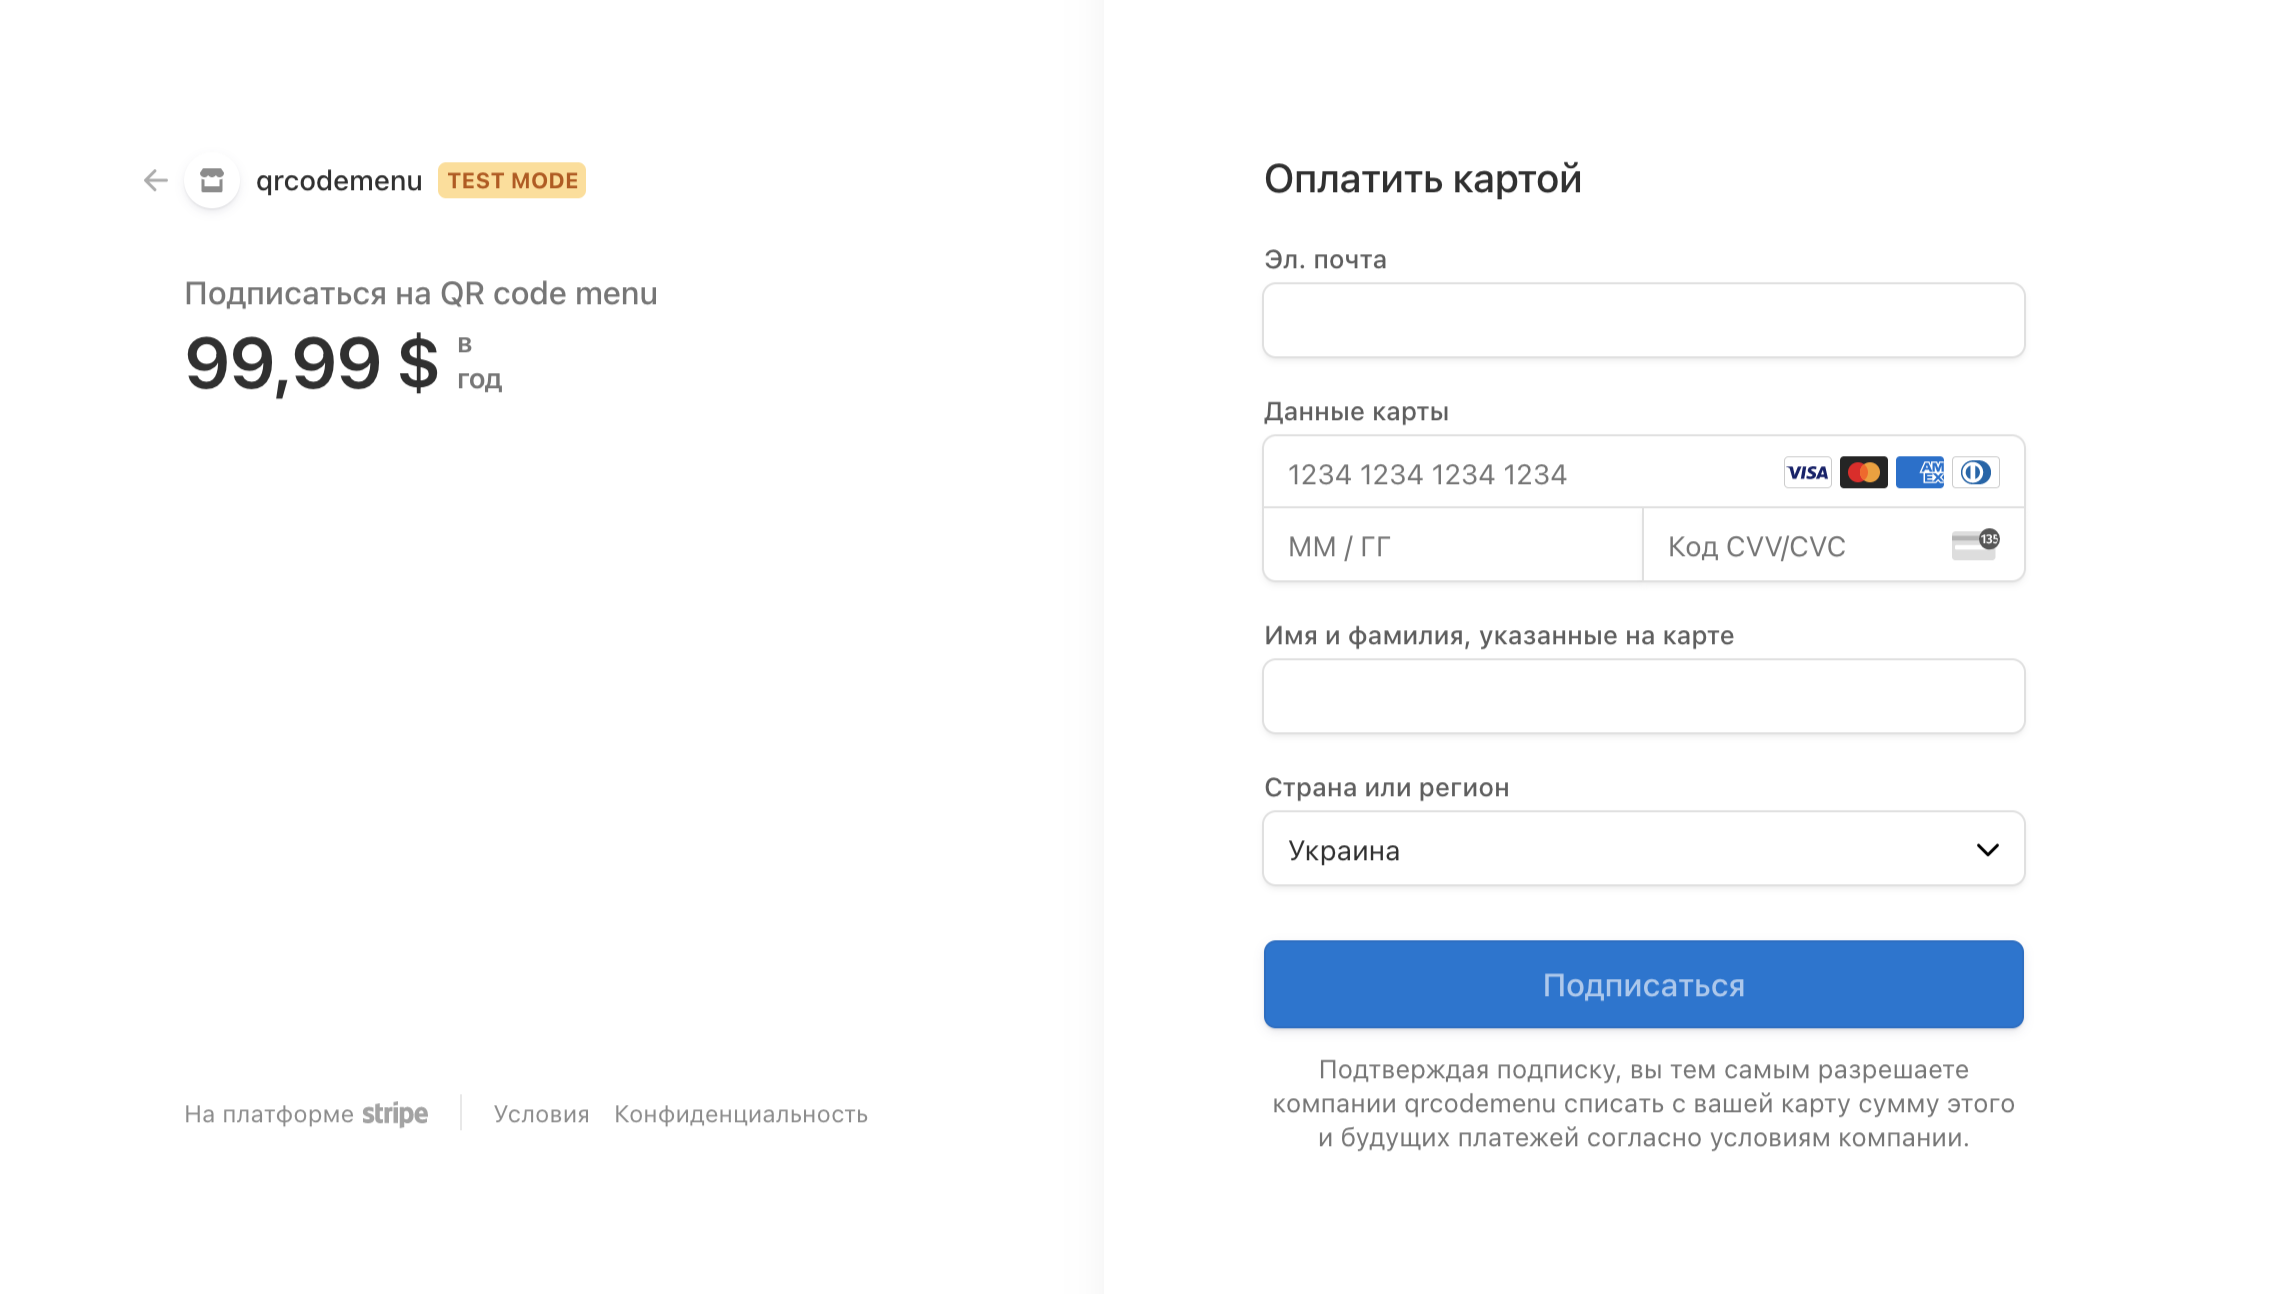 qrcodemenu TEST MODE
Подписаться на QR code menu
99,99 $ в
год
На платформе stripe Условия Конфиденциальность
Оплатить картой
Эл. почта
Данные карты
1234 1234 1234 1234 VISA AM EX
ММ / ГГ Код CVV/CVC 135
Имя и фамилия, указанные на карте
Страна или регион
Украина
Подписаться
Подтверждая подписку, вы тем самым разрешаете
компании qrcodemenu списать с вашей карту сумму этого
и будущих платежей согласно условиям компании.